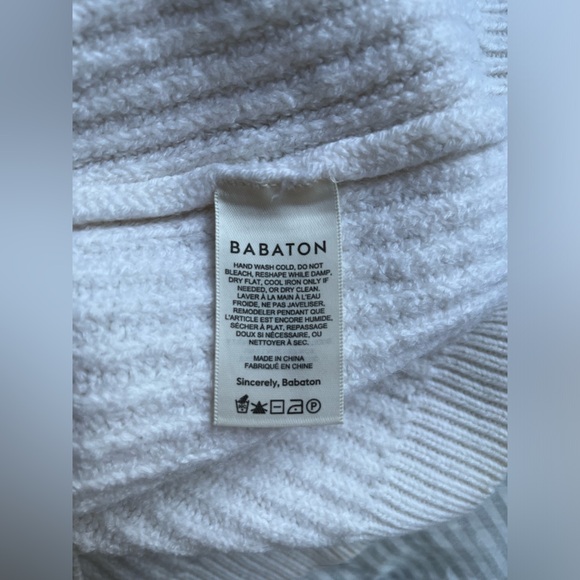 BABATON
HAND WASH COLD, DO NOT
BLEACH, RESHAPE WHILE DAMP,
DRY FLAT, COOL IRON ONLY IF
NEEDED, OR DRY CLEAN.
LAVER À LA MAIN À L'EAU
FROIDE, NE PAS JAVELISER,
REMODELER PENDANT QUE
L'ARTICLE EST ENCORE HUMIDE,
SÉCHER À PLAT, REPASSAGE
DOUX SI NÉCESSAIRE, OU
NETTOYER À SEC.
MADE IN CHINA
FABRIQUÉ EN CHINE
Sincerely, Babaton
P